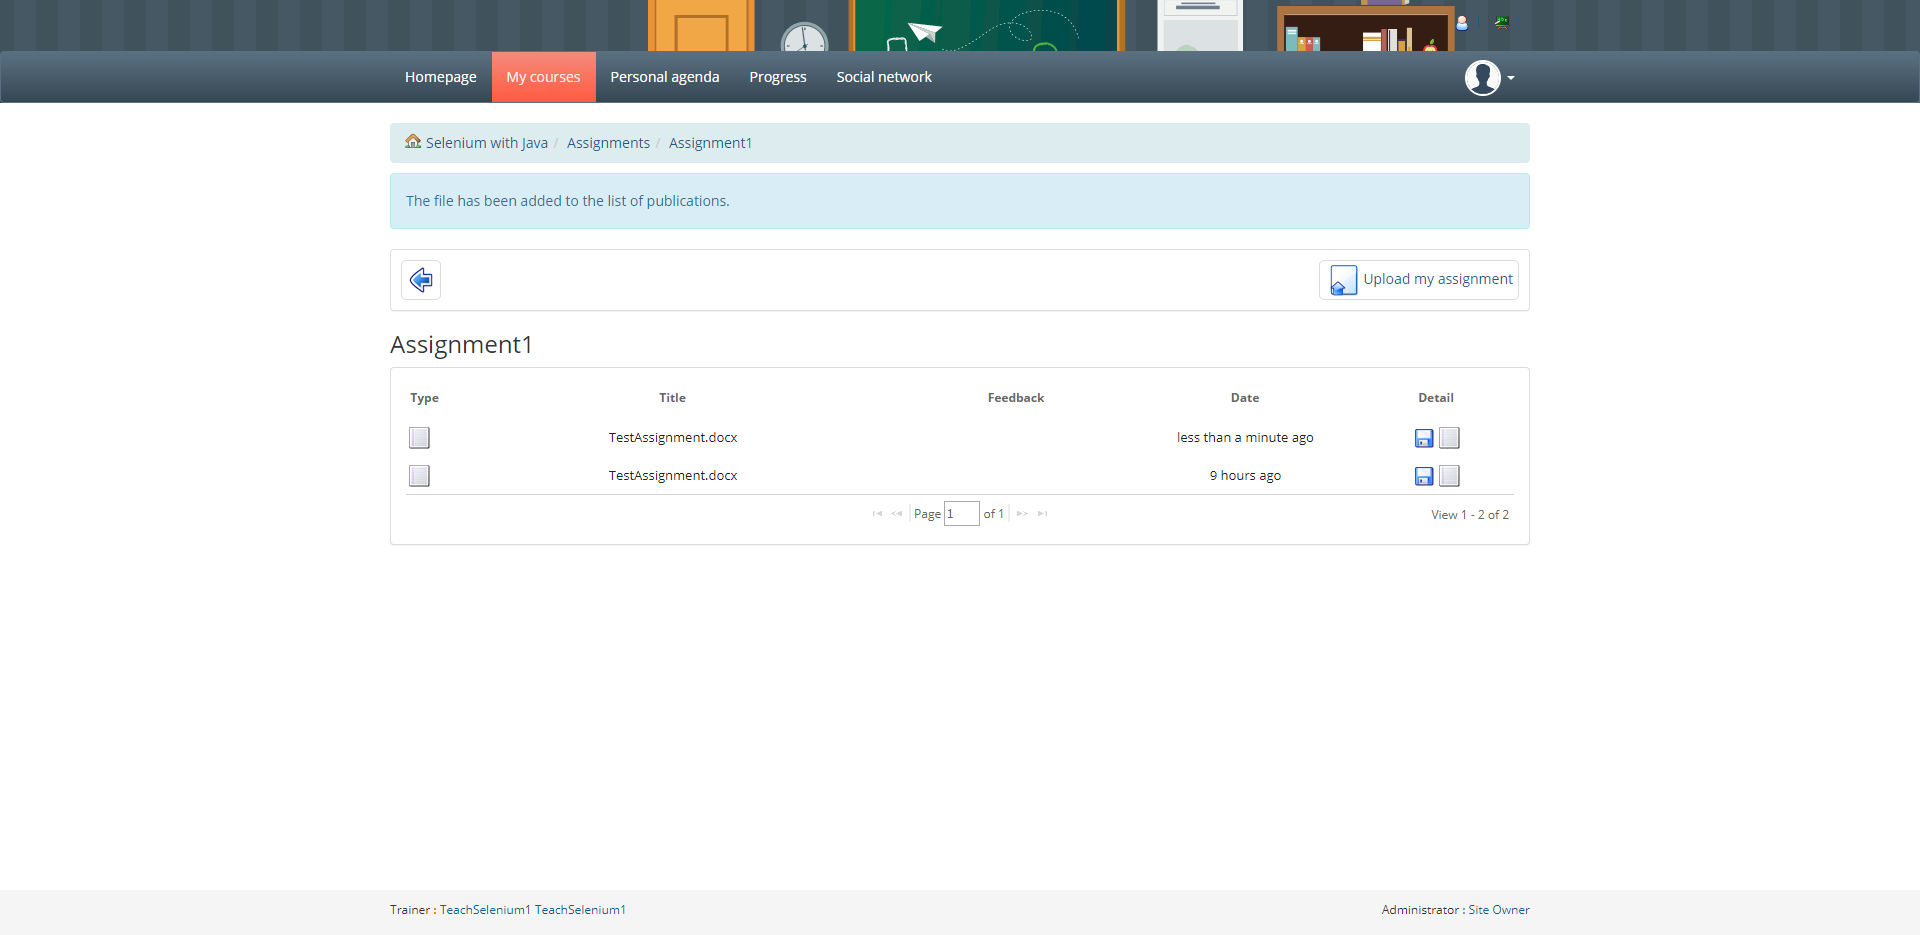 Homepage My courses Personal agenda Progress Social network
Selenium with Java / Assignments / Assignment1
The file has been added to the list of publications.
Upload my assignment
Assignment1
Type Title Feedback Date Detail
TestAssignment.docx less than a minute ago
TestAssignment.docx 9 hours ago
Page 1 of 1 View 1 - 2 of 2
Trainer : TeachSelenium1 TeachSelenium1 Administrator : Site Owner